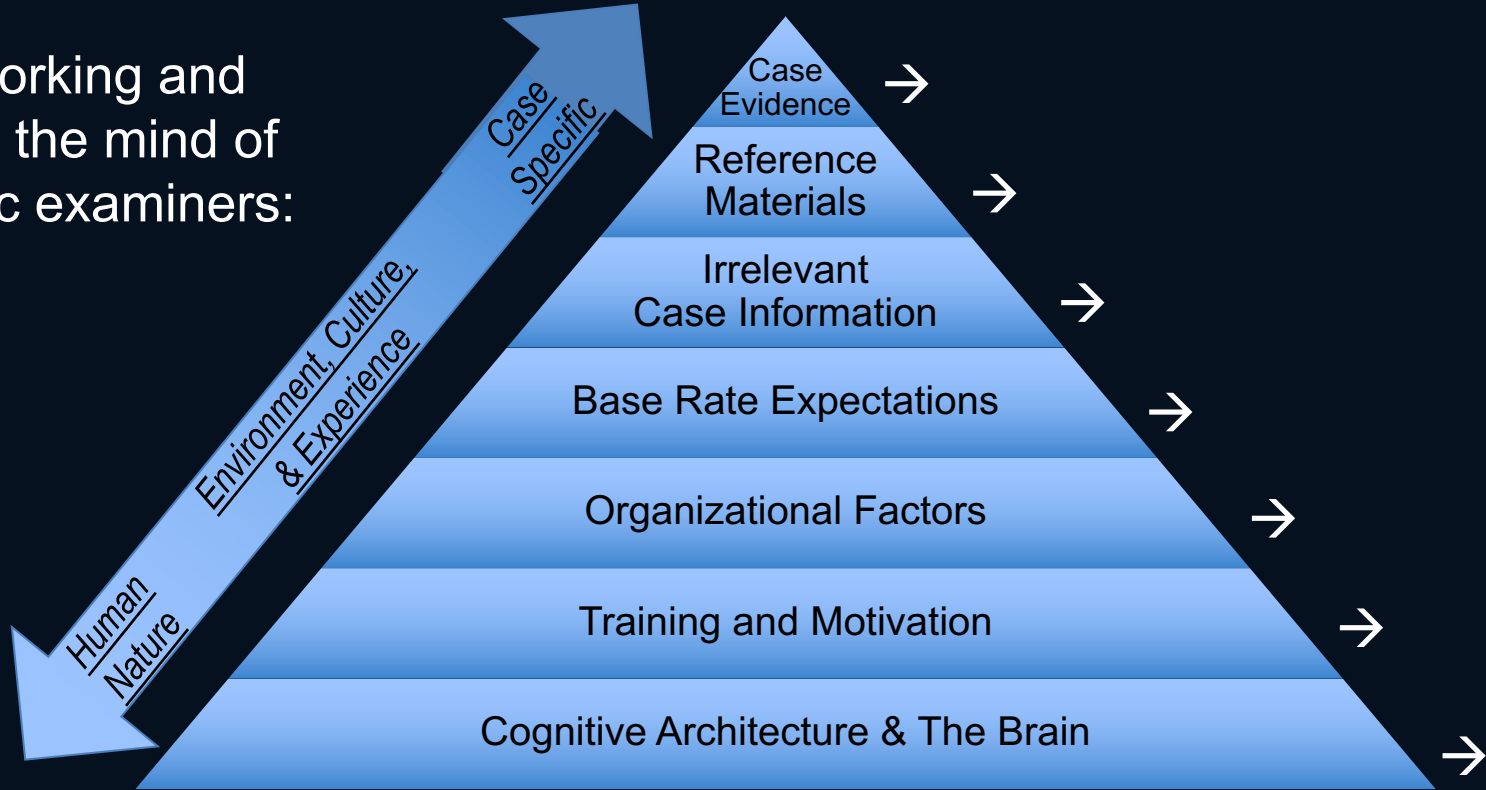 orking and
the mind of
c examiners:
Case
Specific
Environment, Culture,
& Experience
Human
Nature
Case
Evidence →
Reference
Materials →
Irrelevant
Case Information →
Base Rate Expectations →
Organizational Factors →
Training and Motivation →
Cognitive Architecture & The Brain →